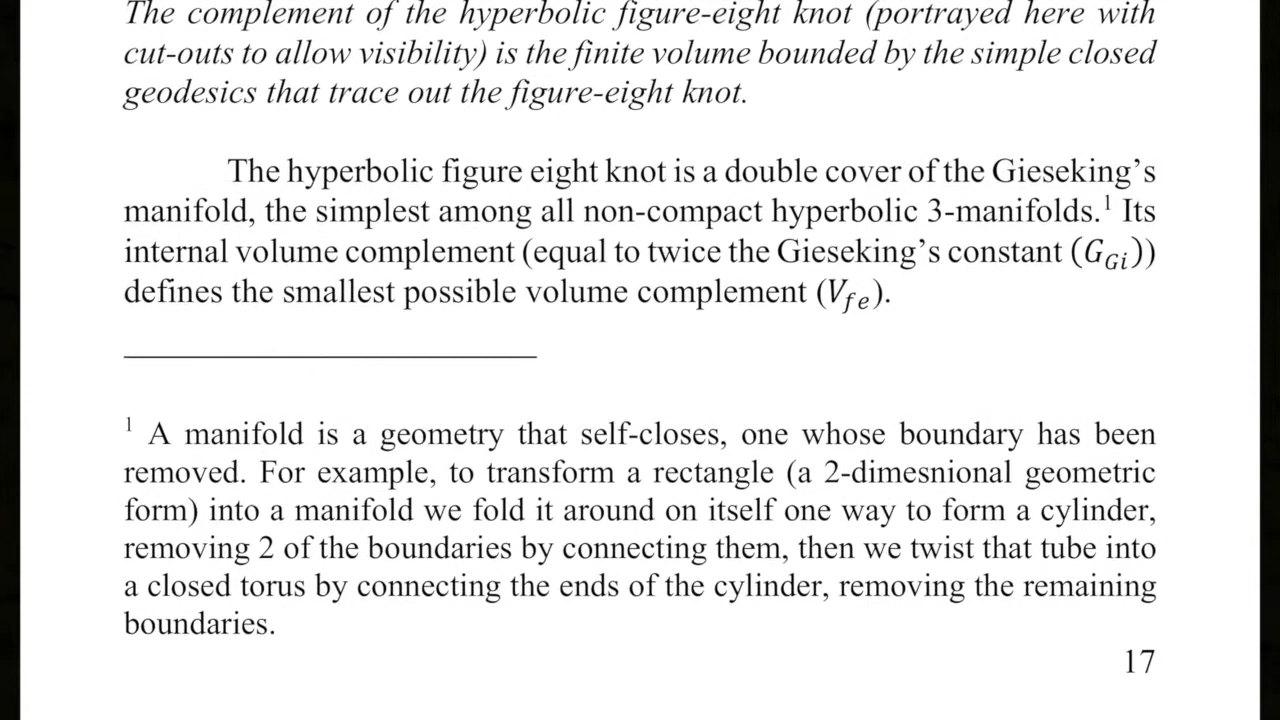 The complement of the hyperbolic figure-eight knot (portrayed here with
cut-outs to allow visibility) is the finite volume bounded by the simple closed
geodesics that trace out the figure-eight knot.
The hyperbolic figure eight knot is a double cover of the Gieseking’s
manifold, the simplest among all non-compact hyperbolic 3-manifolds.¹ Its
internal volume complement (equal to twice the Gieseking’s constant (G_{Gi}))
defines the smallest possible volume complement (V_{fe}).
¹ A manifold is a geometry that self-closes, one whose boundary has been
removed. For example, to transform a rectangle (a 2-dimesnional geometric
form) into a manifold we fold it around on itself one way to form a cylinder,
removing 2 of the boundaries by connecting them, then we twist that tube into
a closed torus by connecting the ends of the cylinder, removing the remaining
boundaries.
17